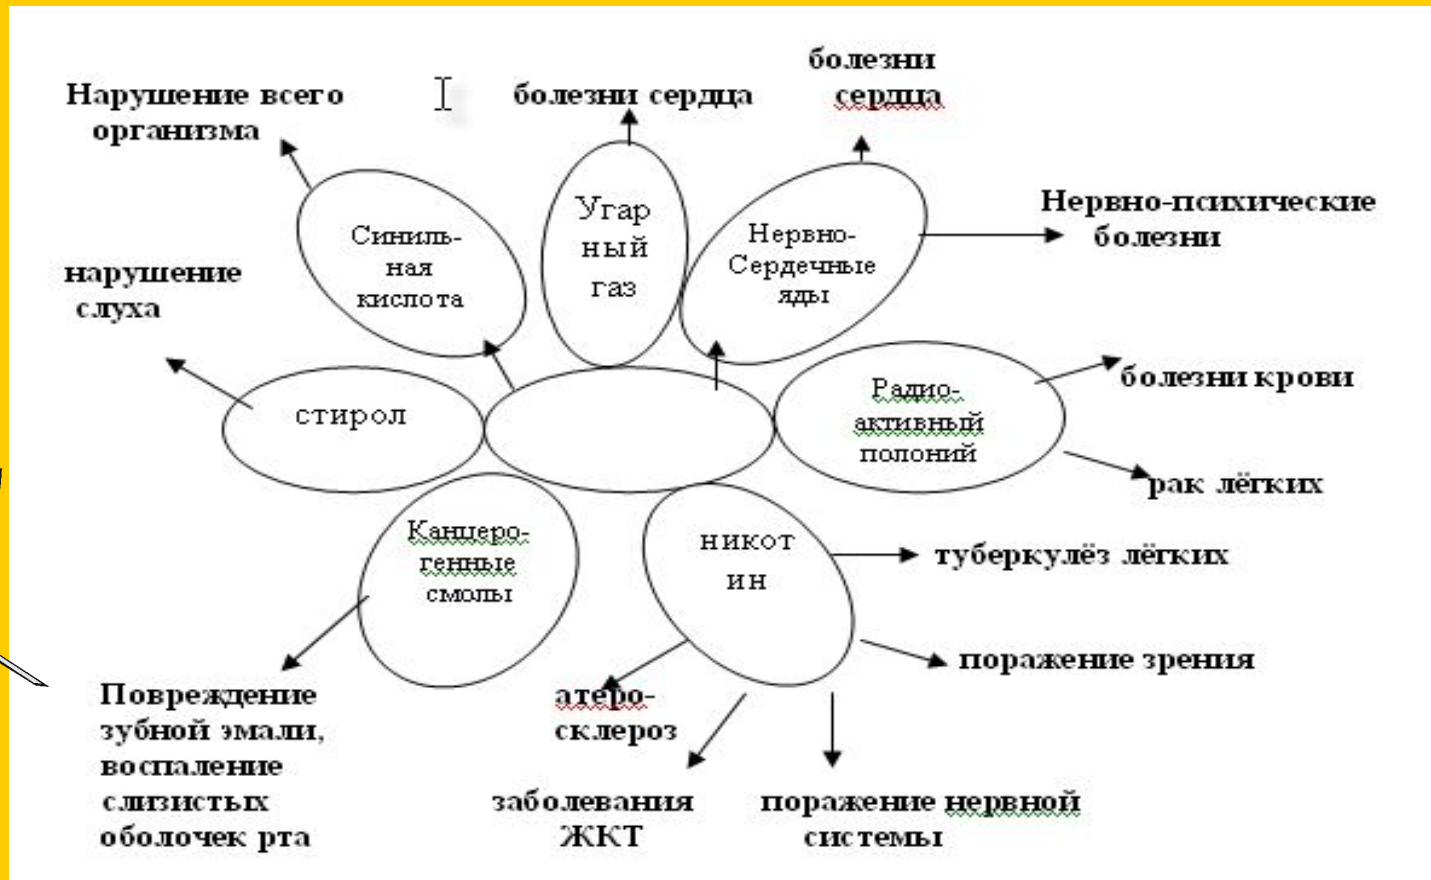 Нарушение всего
организма
болезни сердца
болезни
сердца
Нервно-психические
болезни
нарушение
слуха
Синиль-
ная
кислота
Угар
ный
газ
Нервно-
Сердечные
яды
стирол
Радио-
активный
полоний
болезни крови
рак лёгких
Канцеро-
генные
смолы
никот
ин
туберкулёз лёгких
поражение зрения
Повреждение
зубной эмали,
воспаление
слизистых
оболочек рта
атеро-
склероз
заболевания
ЖКТ
поражение нервной
системы